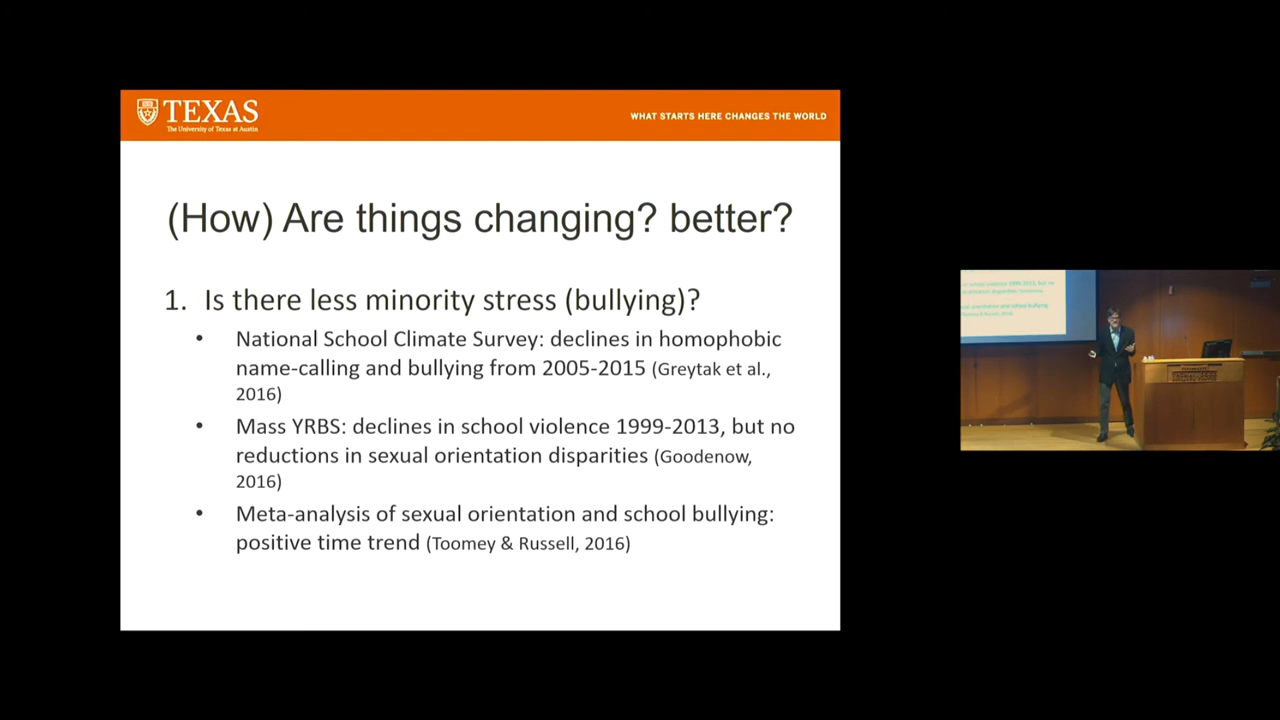 TEXAS
The University of Texas at Austin
WHAT STARTS HERE CHANGES THE WORLD
(How) Are things changing? better?
1. Is there less minority stress (bullying)?
• National School Climate Survey: declines in homophobic
name-calling and bullying from 2005-2015 (Greytak et al.,
2016)
• Mass YRBS: declines in school violence 1999-2013, but no
reductions in sexual orientation disparities (Goodenow,
2016)
• Meta-analysis of sexual orientation and school bullying:
positive time trend (Toomey & Russell, 2016)